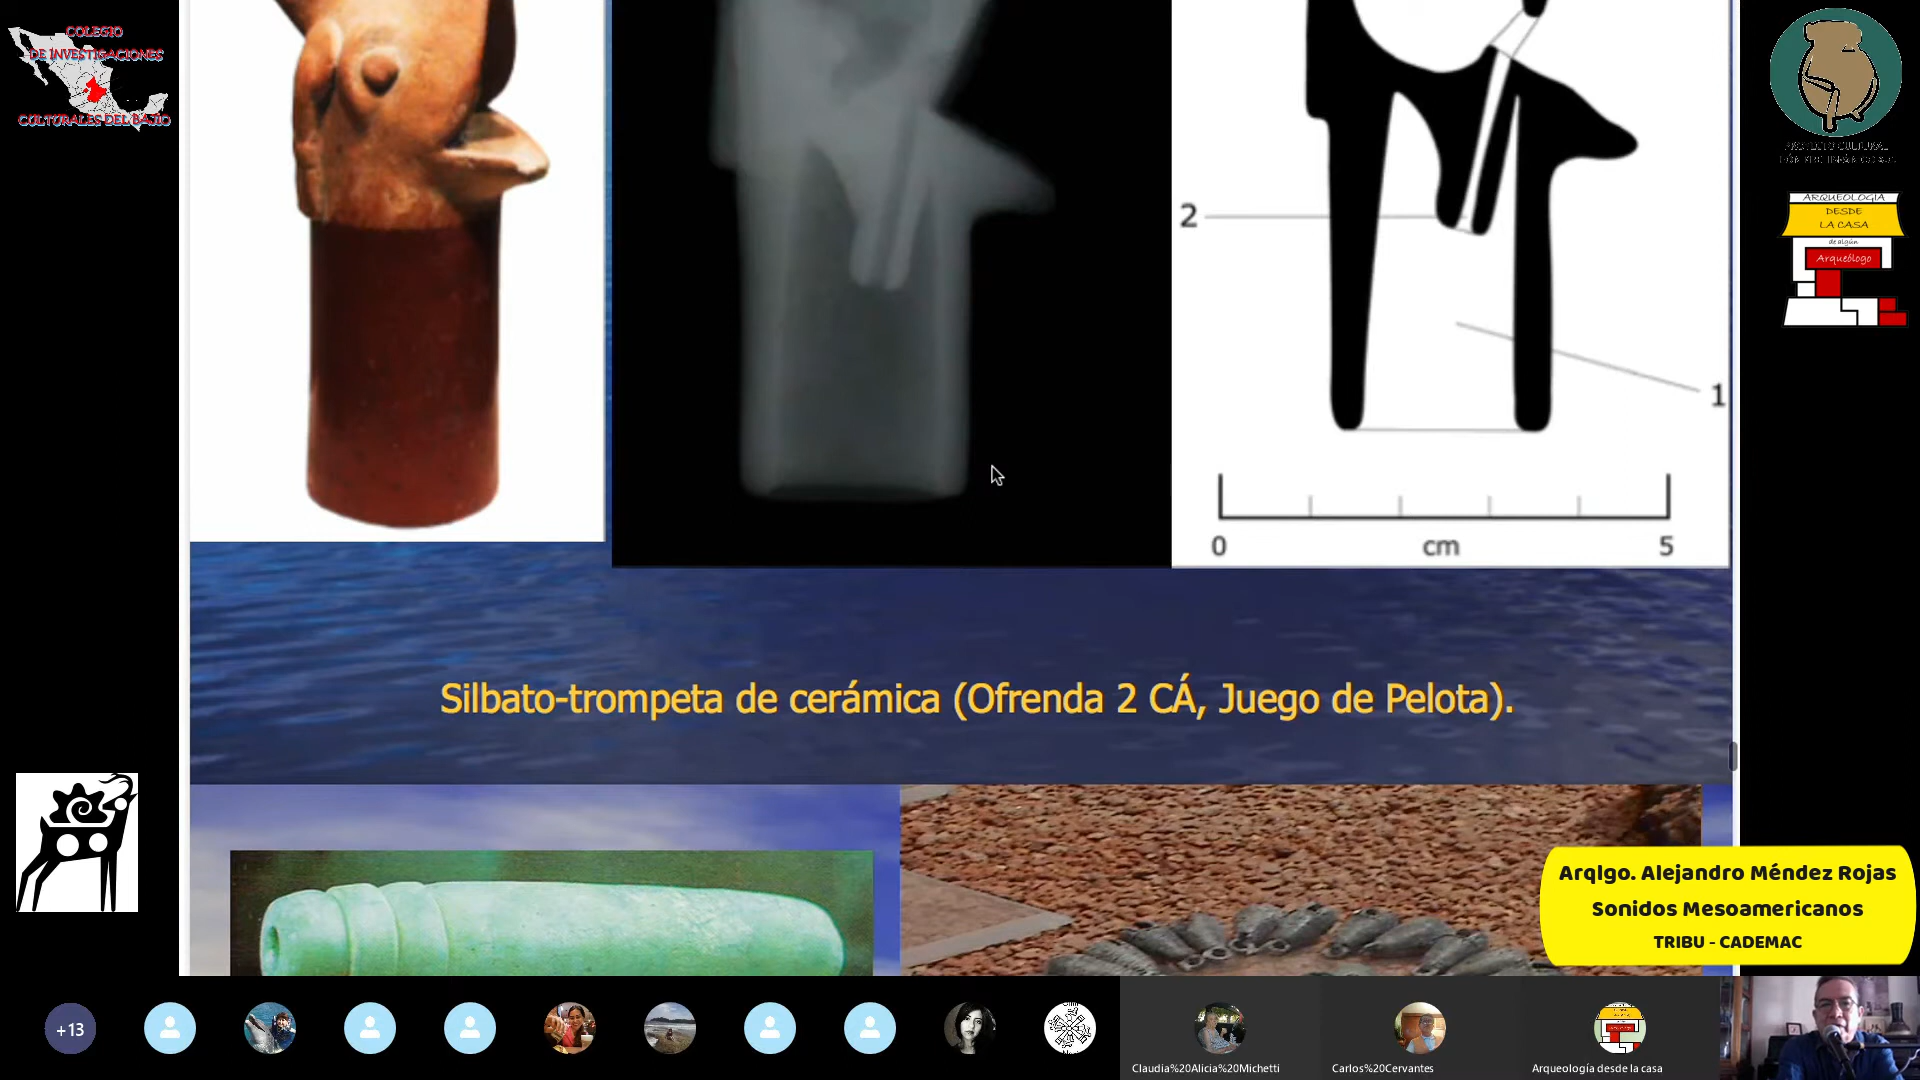 COLEGIO
DE INVESTIGACIONES
CULTURALES DEL BAJÍO
ARQUEOLOGÍA
DESDE
LA CASA
de algún
Arqueólogo
2
1
0
cm
5
Silbato-trompeta de cerámica (Ofrenda 2 CÁ, Juego de Pelota).
Arqlgo. Alejandro Méndez Rojas
Sonidos Mesoamericanos
TRIBU - CADEMAC
+13
Claudia%20Alicia%20Michetti
Carlos%20Cervantes
Arqueología desde la casa